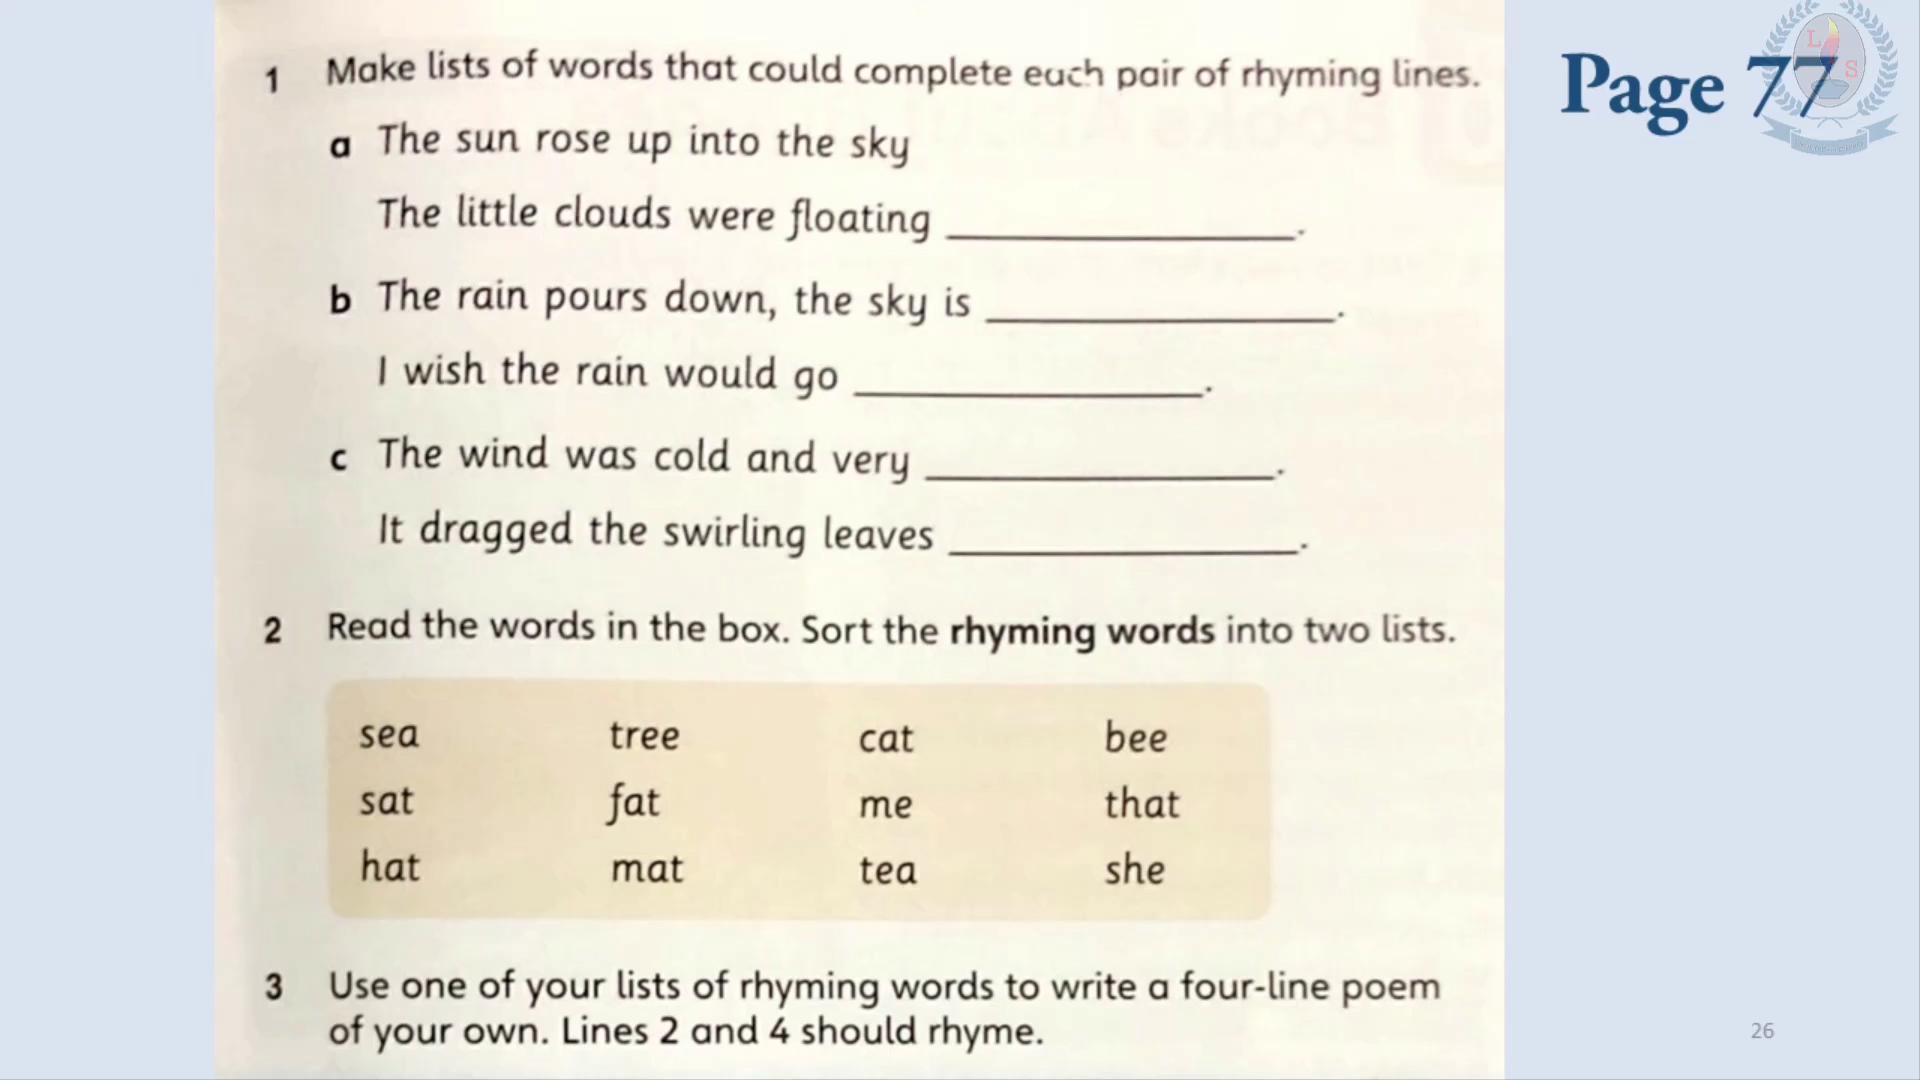 Page 77
L
S
1 Make lists of words that could complete each pair of rhyming lines.
a The sun rose up into the sky
The little clouds were floating ____________.
b The rain pours down, the sky is ____________.
I wish the rain would go ____________.
c The wind was cold and very ____________.
It dragged the swirling leaves ____________.
2 Read the words in the box. Sort the rhyming words into two lists.
sea tree cat bee
sat fat me that
hat mat tea she
3 Use one of your lists of rhyming words to write a four-line poem
of your own. Lines 2 and 4 should rhyme.
26